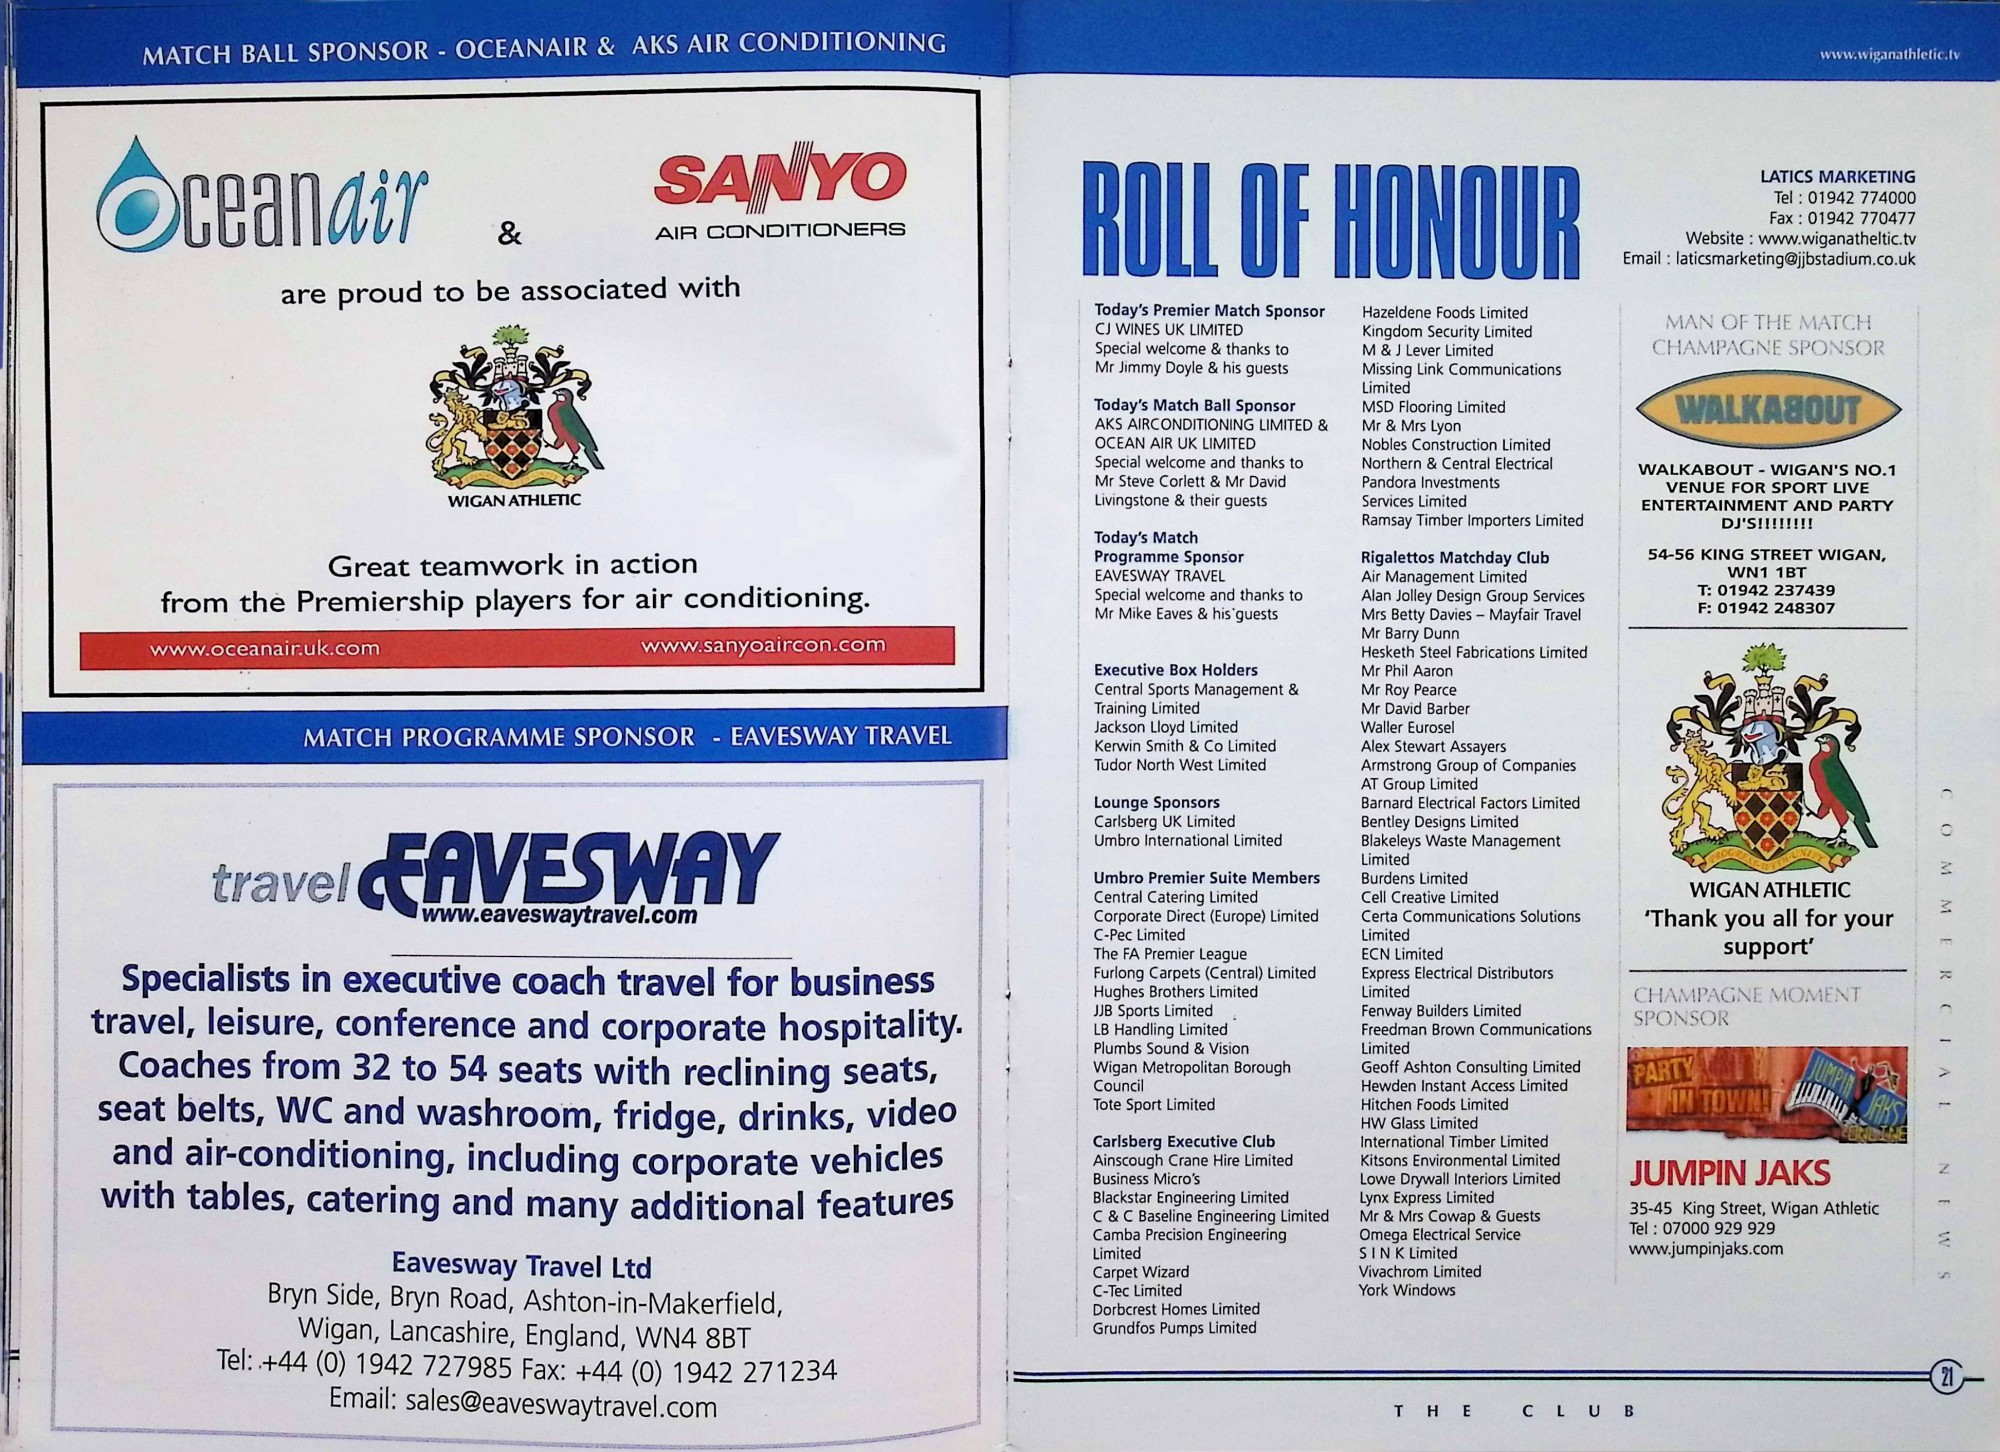 MATCH BALL SPONSOR - OCEANAIR & AKS AIR CONDITIONING
Oceanair
&
SANYO
AIR CONDITIONERS
are proud to be associated with
WIGAN ATHLETIC
Great teamwork in action
from the Premiership players for air conditioning.
www.oceanair.uk.com
www.sanyoaircon.com
MATCH PROGRAMME SPONSOR - EAVESWAY TRAVEL
travel EAVESWAY
www.eaveswaytravel.com
Specialists in executive coach travel for business
travel, leisure, conference and corporate hospitality.
Coaches from 32 to 54 seats with reclining seats,
seat belts, WC and washroom, fridge, drinks, video
and air-conditioning, including corporate vehicles
with tables, catering and many additional features
Eavesway Travel Ltd
Bryn Side, Bryn Road, Ashton-in-Makerfield,
Wigan, Lancashire, England, WN4 8BT
Tel: +44 (0) 1942 727985 Fax: +44 (0) 1942 271234
Email: sales@eaveswaytravel.com
www.wiganathletic.tv
ROLL OF HONOUR
LATICS MARKETING
Tel : 01942 774000
Fax : 01942 770477
Website : www.wiganatheltic.tv
Email : laticsmarketing@jjbstadium.co.uk
Today's Premier Match Sponsor
CJ WINES UK LIMITED
Special welcome & thanks to
Mr Jimmy Doyle & his guests
Today's Match Ball Sponsor
AKS AIRCONDITIONING LIMITED &
OCEAN AIR UK LIMITED
Special welcome and thanks to
Mr Steve Corlett & Mr David
Livingstone & their guests
Today's Match
Programme Sponsor
EAVESWAY TRAVEL
Special welcome and thanks to
Mr Mike Eaves & his guests
Executive Box Holders
Central Sports Management &
Training Limited
Jackson Lloyd Limited
Kerwin Smith & Co Limited
Tudor North West Limited
Lounge Sponsors
Carlsberg UK Limited
Umbro International Limited
Umbro Premier Suite Members
Central Catering Limited
Corporate Direct (Europe) Limited
C-Pec Limited
The FA Premier League
Furlong Carpets (Central) Limited
Hughes Brothers Limited
JJB Sports Limited
LB Handling Limited
Plumbs Sound & Vision
Wigan Metropolitan Borough
Council
Tote Sport Limited
Carlsberg Executive Club
Ainscough Crane Hire Limited
Business Micro's
Blackstar Engineering Limited
C & C Baseline Engineering Limited
Camba Precision Engineering
Limited
Carpet Wizard
C-Tec Limited
Dorbcrest Homes Limited
Grundfos Pumps Limited
Hazeldene Foods Limited
Kingdom Security Limited
M & J Lever Limited
Missing Link Communications
Limited
MSD Flooring Limited
Mr & Mrs Lyon
Nobles Construction Limited
Northern & Central Electrical
Pandora Investments
Services Limited
Ramsay Timber Importers Limited
Rigalettos Matchday Club
Air Management Limited
Alan Jolley Design Group Services
Mrs Betty Davies – Mayfair Travel
Mr Barry Dunn
Hesketh Steel Fabrications Limited
Mr Phil Aaron
Mr Roy Pearce
Mr David Barber
Waller Eurosel
Alex Stewart Assayers
Armstrong Group of Companies
AT Group Limited
Barnard Electrical Factors Limited
Bentley Designs Limited
Blakeleys Waste Management
Limited
Burdens Limited
Cell Creative Limited
Certa Communications Solutions
Limited
ECN Limited
Express Electrical Distributors
Limited
Fenway Builders Limited
Freedman Brown Communications
Limited
Geoff Ashton Consulting Limited
Hewden Instant Access Limited
Hitchen Foods Limited
HW Glass Limited
International Timber Limited
Kitsons Environmental Limited
Lowe Drywall Interiors Limited
Lynx Express Limited
Mr & Mrs Cowap & Guests
Omega Electrical Service
S I N K Limited
Vivachrom Limited
York Windows
MAN OF THE MATCH
CHAMPAGNE SPONSOR
WALKABOUT
WALKABOUT - WIGAN'S NO.1
VENUE FOR SPORT LIVE
ENTERTAINMENT AND PARTY
DJ'S!!!!!!!!
54-56 KING STREET WIGAN,
WN1 1BT
T: 01942 237439
F: 01942 248307
PROGRESS WITH UNITY
WIGAN ATHLETIC
'Thank you all for your
support'
CHAMPAGNE MOMENT
SPONSOR
PARTY
IN TOWN!
JUMPIN
JAKS
JUMPIN JAKS
35-45 King Street, Wigan Athletic
Tel : 07000 929 929
www.jumpinjaks.com
COMMERCIAL NEWS
21
THE CLUB